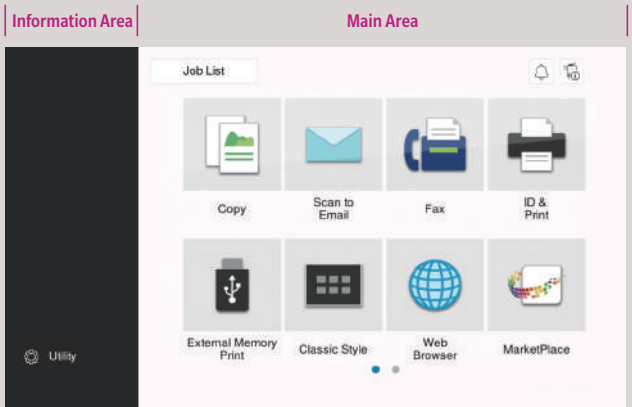 Information Area
Main Area
Job List
Copy
Scan to
Email
Fax
ID &
Print
External Memory
Print
Classic Style
Web
Browser
MarketPlace
Utility